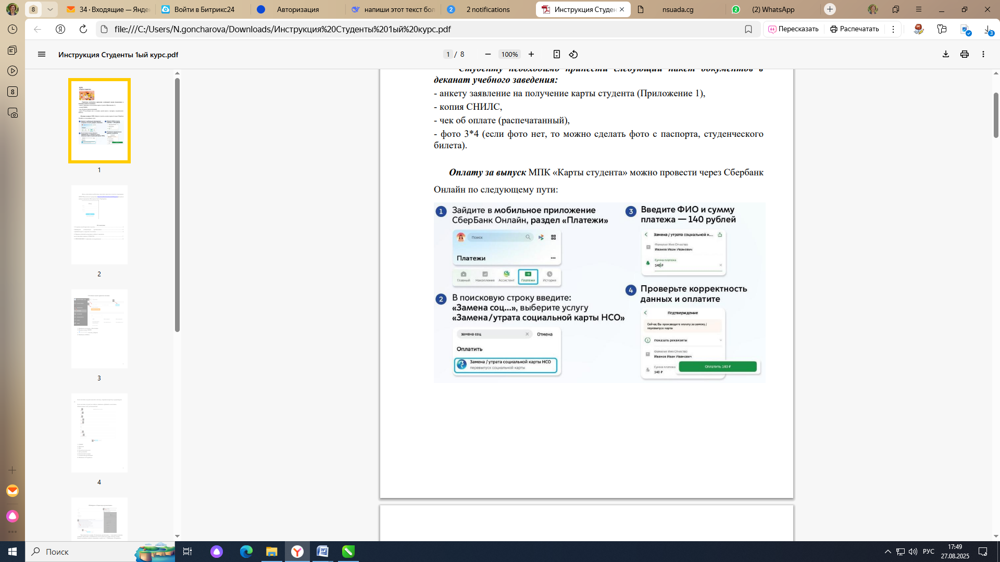 8
34 · Входящие — Яндекс
Войти в Битрикс24
Авторизация
напиши этот текст бол
2
2 notifications
Инструкция Студен
nsuada.cg
2
(2) WhatsApp
file:///C:/Users/N.goncharova/Downloads/Инструкция%20Студенты%201ый%20курс.pdf
Пересказать
Распечатать
3
8
Инструкция Студенты 1ый курс.pdf
1 / 8
100%
1
2
3
4
Студенту необходимо принести следующий пакет документов в
деканат учебного заведения:
- анкету заявление на получение карты студента (Приложение 1),
- копия СНИЛС,
- чек об оплате (распечатанный),
- фото 3*4 (если фото нет, то можно сделать фото с паспорта, студенческого
билета).
Оплату за выпуск МПК «Карты студента» можно провести через Сбербанк
Онлайн по следующему пути:
1
Зайдите в мобильное приложение
СберБанк Онлайн, раздел «Платежи»
Поиск
Платежи
Главный
Накопления
Ассистент
Платежи
История
2
В поисковую строку введите:
«Замена соц...», выберите услугу
«Замена/утрата социальной карты НСО»
замена соц
Отмена
Оплатить
Замена / утрата социальной карты НСО
перевыпуск социальной карты
3
Введите ФИО и сумму
платежа — 140 рублей
Замена / утрата социальной к...
Фамилия Имя Отчество
Иванов Иван Иванович
Сумма платежа
140 ₽
4
Проверьте корректность
данных и оплатите
Подтверждение
Сейчас Вы производите оплату за замену /
перевыпуск карты
Показать реквизиты
Фамилия Имя Отчество
Иванов Иван Иванович
Сумма платежа
140 ₽
Оплатить 140 ₽
Поиск
РУС
17:49
27.08.2025